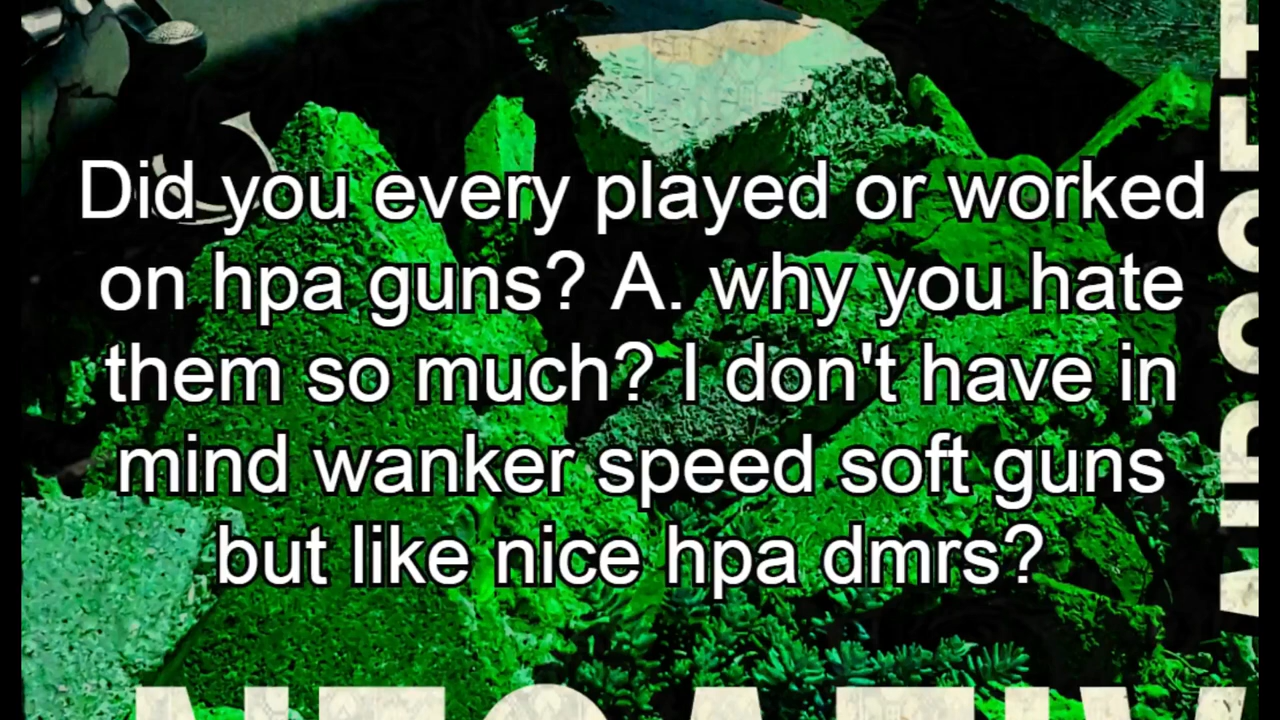 Did you every played or worked
on hpa guns? A. why you hate
them so much? I don't have in
mind wanker speed soft guns
but like nice hpa dmrs?